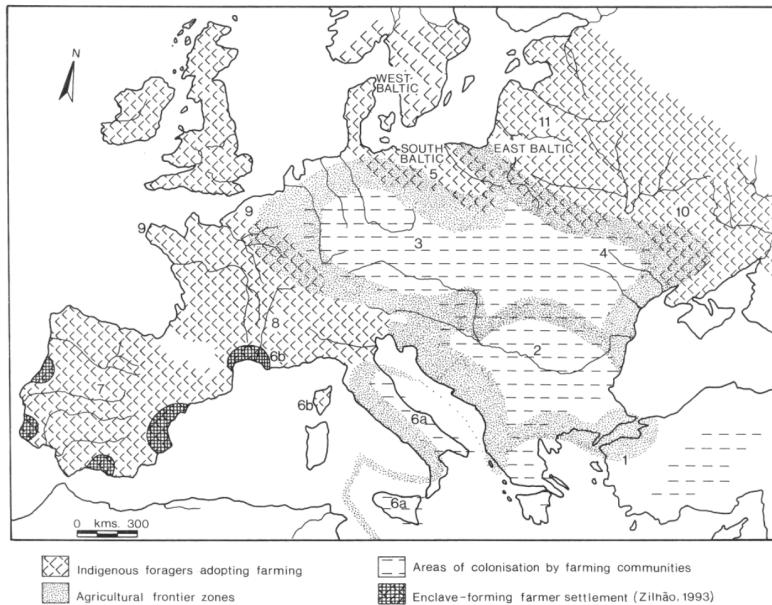 N
WEST-
BALTIC
11
SOUTH
BALTIC
EAST BALTIC
5
9
9
10
3
4
8
2
7
6b
6b
6a
1
6a
0 kms. 300
Indigenous foragers adopting farming
Areas of colonisation by farming communities
Agricultural frontier zones
Enclave-forming farmer settlement (Zilhão, 1993)